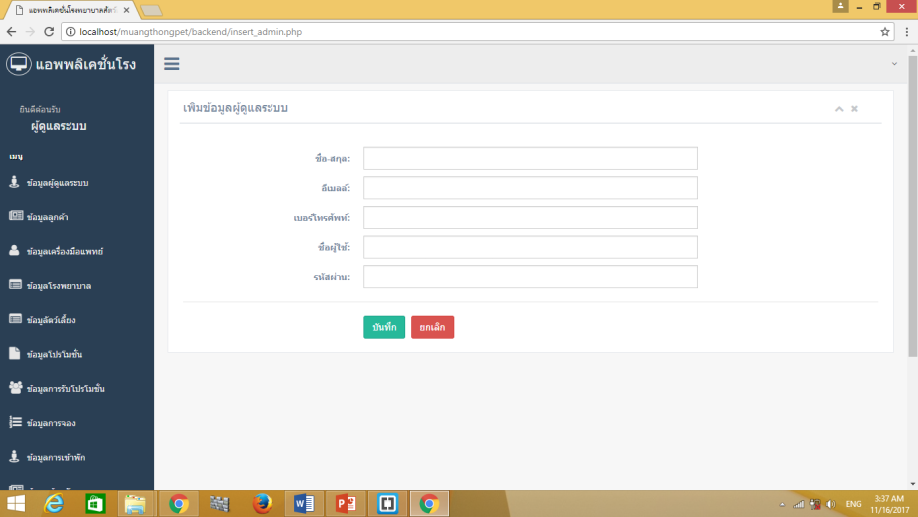 แอพพลิเคชั่นโรงพยาบาลสัตว์
localhost/muangthongpet/backend/insert_admin.php
แอพพลิเคชั่นโรง
ยินดีต้อนรับ
ผู้ดูแลระบบ
เมนู
ข้อมูลผู้ดูแลระบบ
ข้อมูลลูกค้า
ข้อมูลเครื่องมือแพทย์
ข้อมูลโรงพยาบาล
ข้อมูลัตว์เลี้ยง
ข้อมูลโปรโมชั่น
ข้อมูลการรับโปรโมชั่น
ข้อมูลการจอง
ข้อมูลการเข้าพัก
เพิ่มข้อมูลผู้ดูแลระบบ
ชื่อ-สกุล:
อีเมลล์:
เบอร์โทรศัพท์:
ชื่อผู้ใช้:
รหัสผ่าน:
บันทึก
ยกเลิก
ENG
3:37 AM
11/16/2017